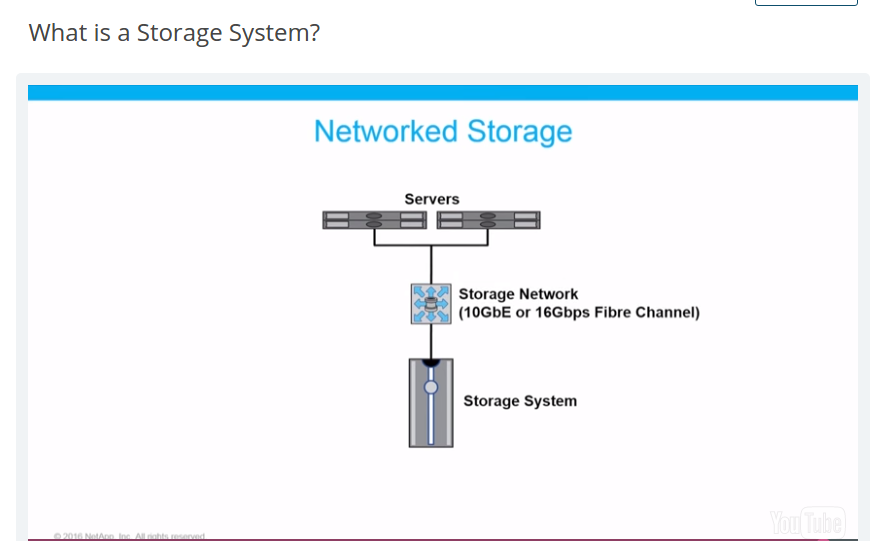 What is a Storage System?
Networked Storage
Servers
Storage Network
(10GbE or 16Gbps Fibre Channel)
Storage System
YouTube
© 2016 NetApp, Inc. All rights reserved